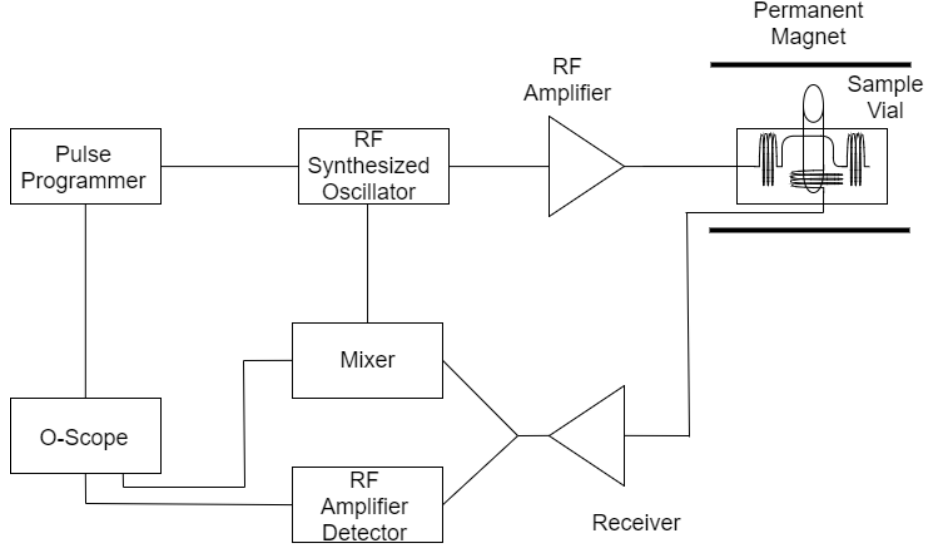 Permanent
Magnet
RF
Amplifier
Sample
Vial
Pulse
Programmer
RF
Synthesized
Oscillator
Mixer
O-Scope
RF
Amplifier
Detector
Receiver